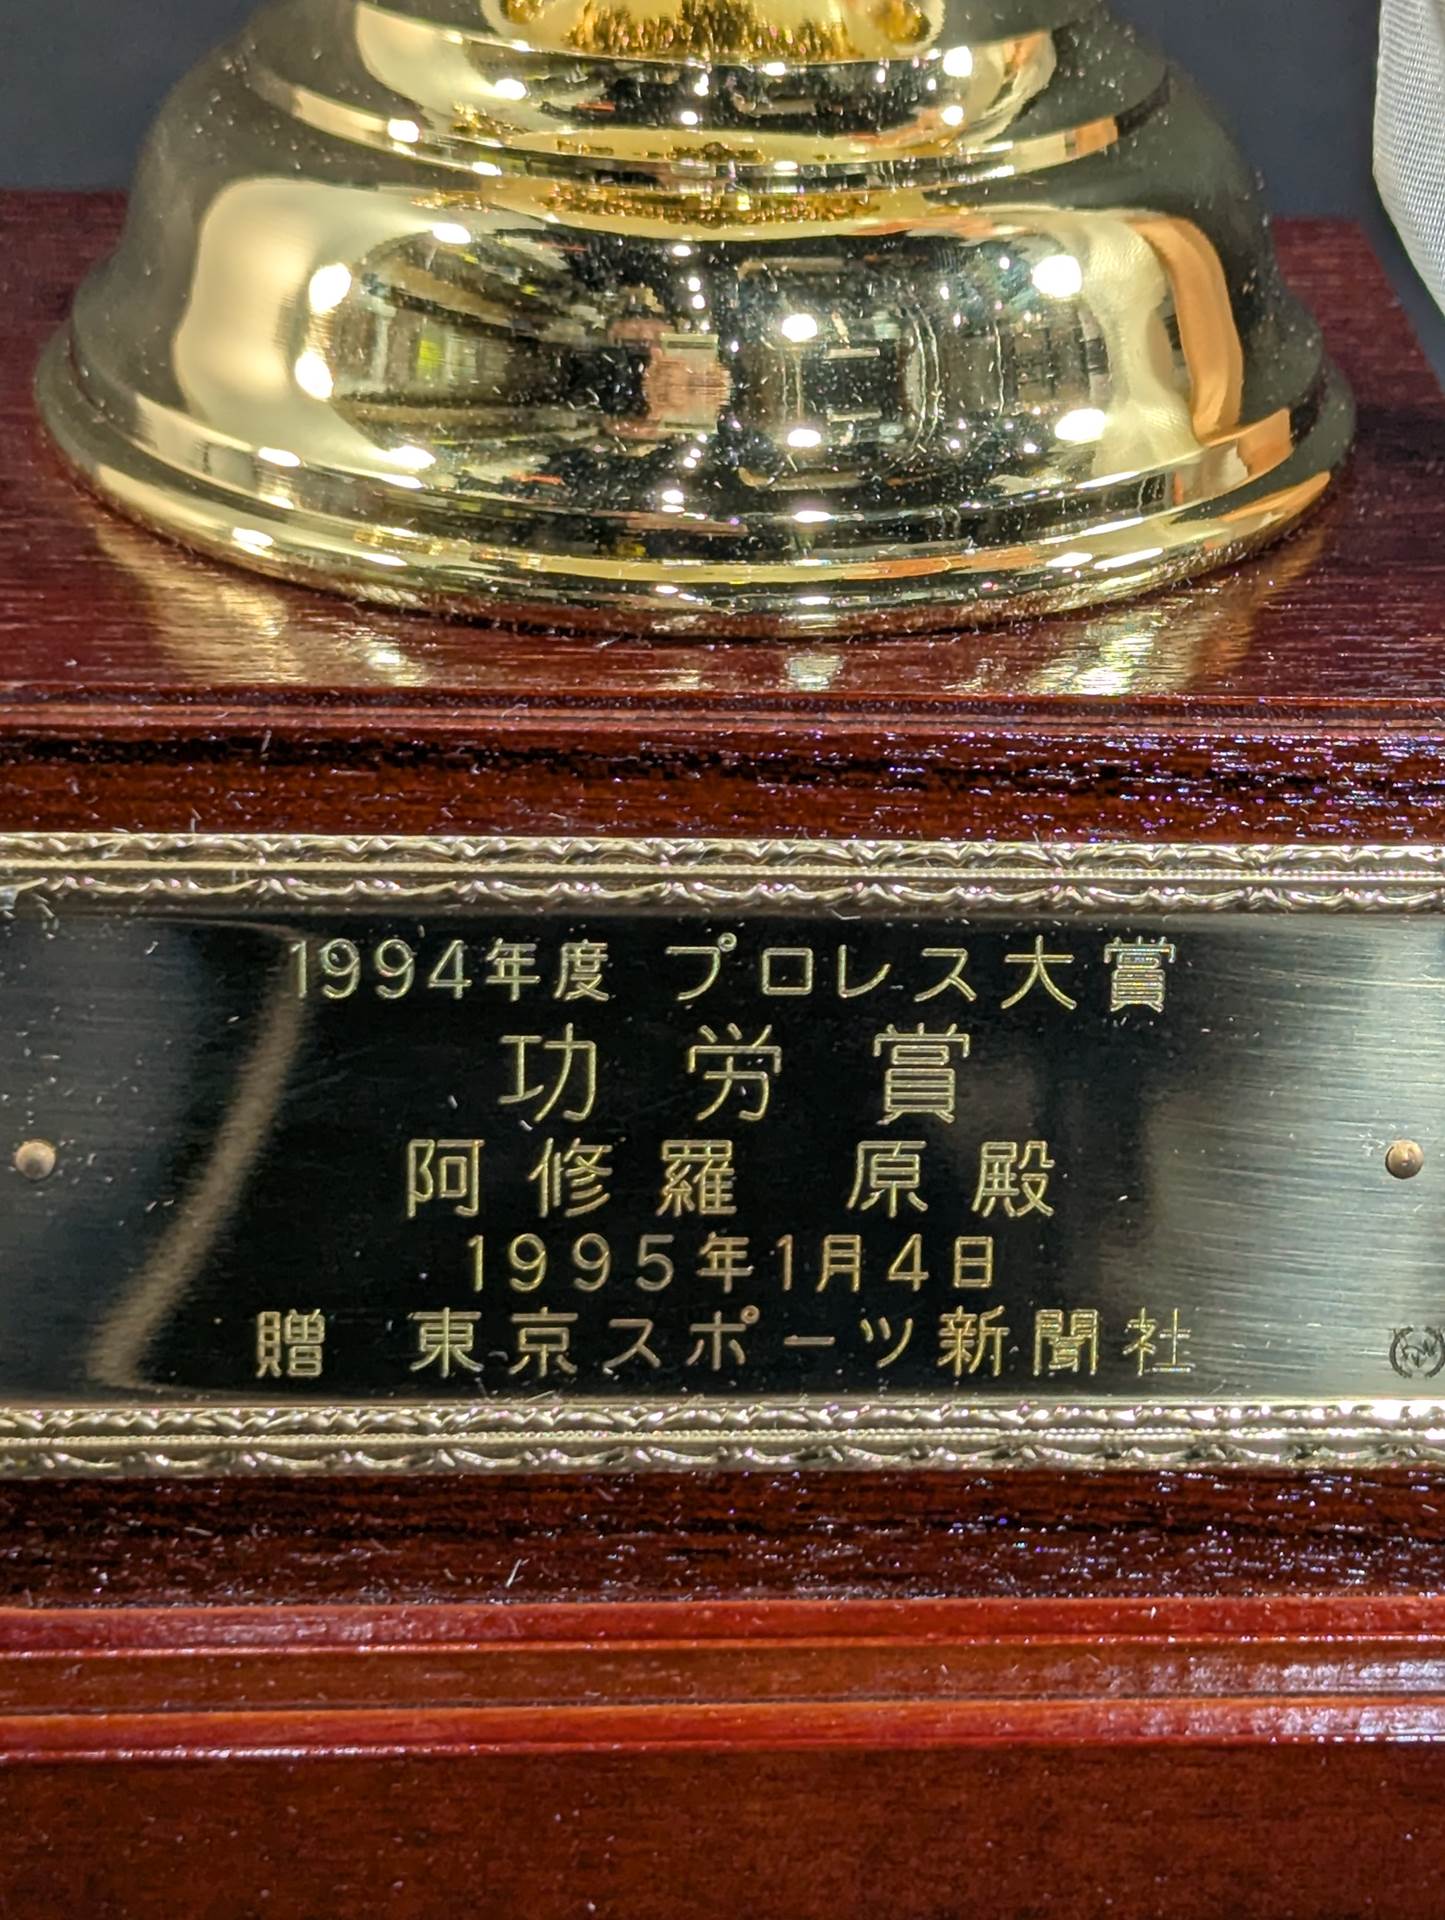 1994年度 プロレス大賞
功労賞
阿修羅 原殿
1995年1月4日
贈 東京スポーツ新聞社